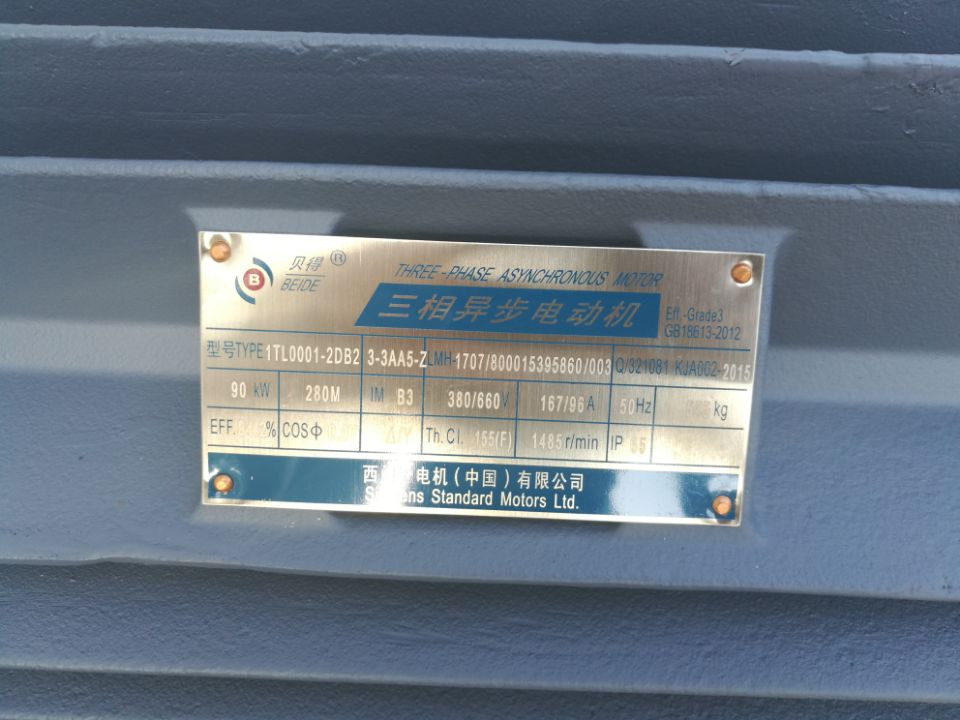 B 贝得®
BEIDE
THREE-PHASE ASYNCHRONOUS MOTOR
三相异步电动机
Eff.-Grade3
GB18613-2012
型号TYPE 1TL0001-2DB2 3-3AA5-Z LMH-1707/800015395860/003 Q/321081 KJA002-2015
90 kW 280M IM B3 380/660 V 167/96 A 50Hz kg
EFF. % COSΦ Th.Cl. 155(F) 1485 r/min IP
西 电机(中国)有限公司
Standard Motors Ltd.